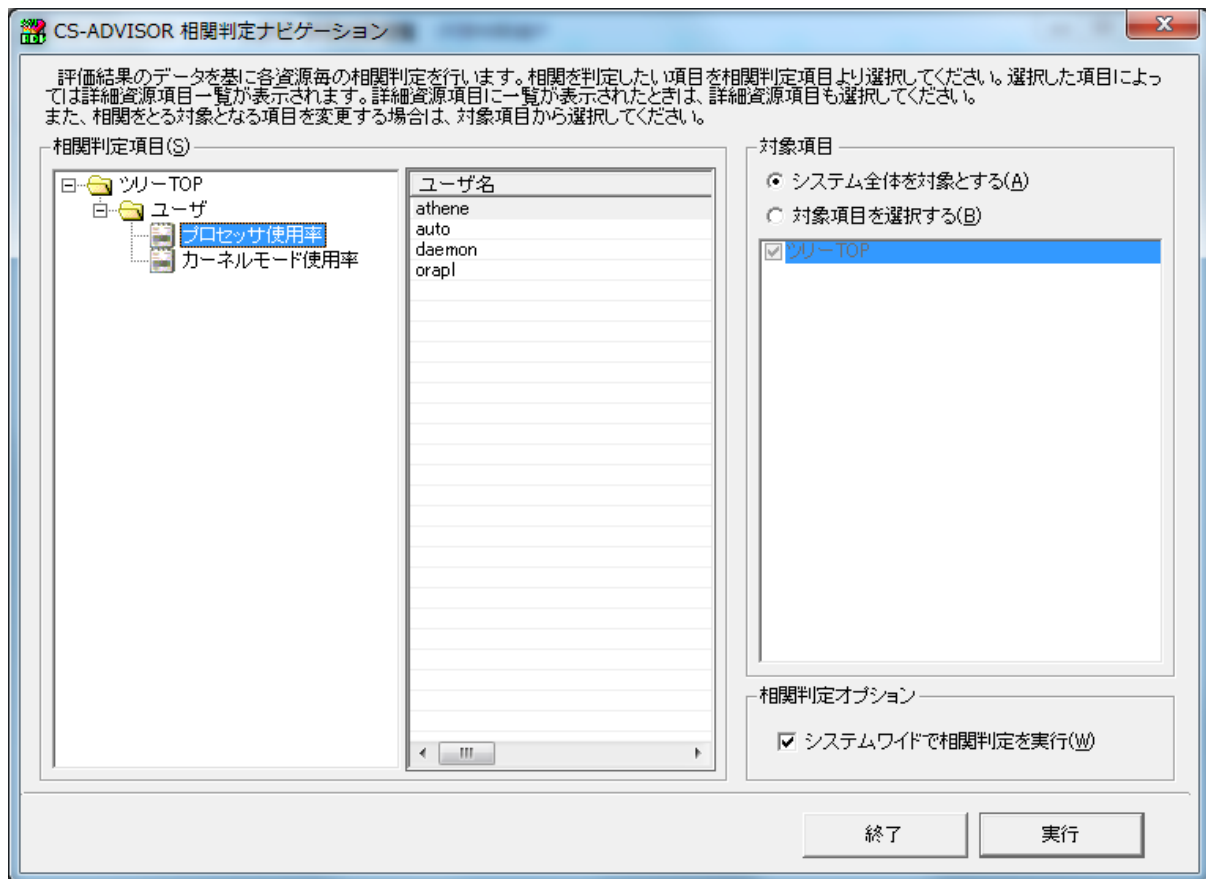 CS-ADVISOR 相関判定ナビゲーション
評価結果のデータを基に各資源毎の相関判定を行います。相関を判定したい項目を相関判定項目より選択してください。選択した項目によっ
ては詳細資源項目一覧が表示されます。詳細資源項目に一覧が表示されたときは、詳細資源項目も選択してください。
また、相関をとる対象となる項目を変更する場合は、対象項目から選択してください。
相関判定項目(S)
ツリーTOP
ユーザ
プロセッサ使用率
カーネルモード使用率
ユーザ名
athene
auto
daemon
orapl
対象項目
システム全体を対象とする(A)
対象項目を選択する(B)
ツリーTOP
相関判定オプション
システムワイドで相関判定を実行(W)
終了
実行